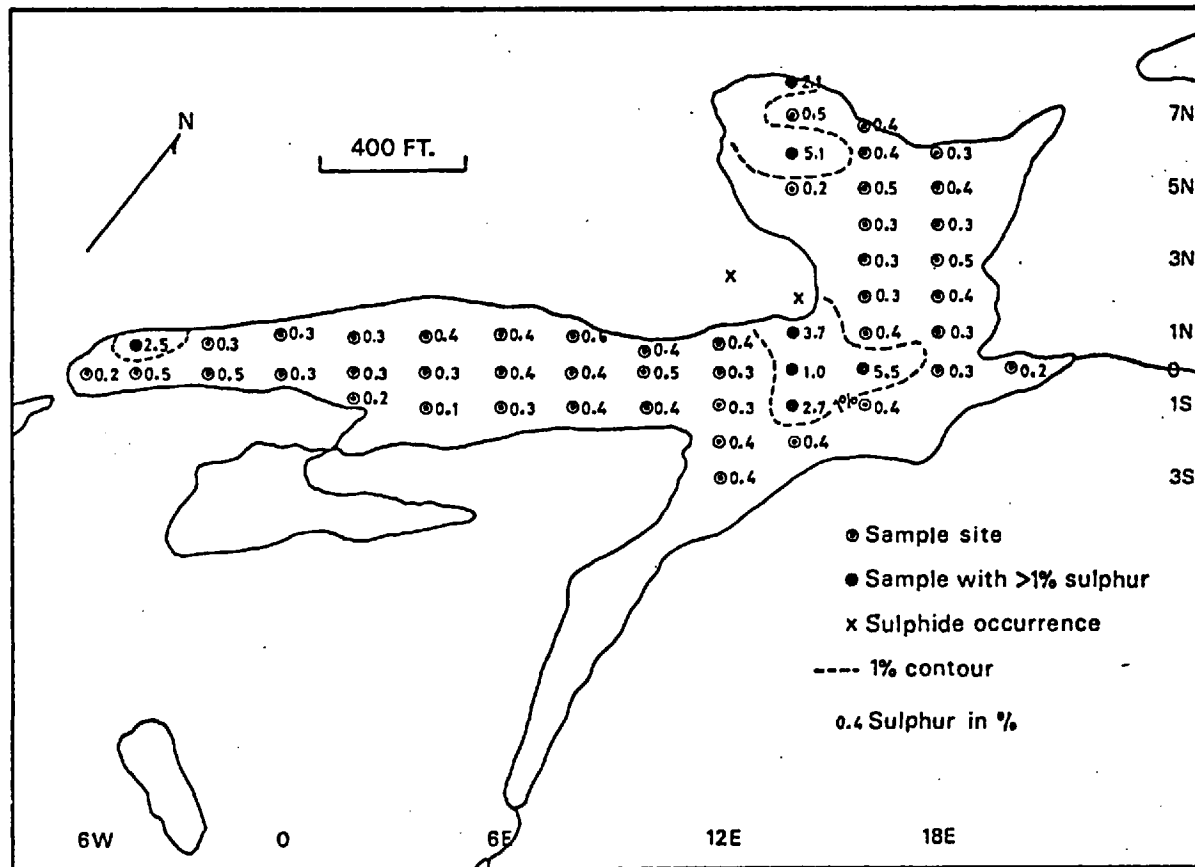 N
400 FT.
2.1
0.5 0.4 7N
5.1 0.4 0.3
0.2 0.5 0.4 5N
0.3 0.3
0.3 0.5 3N
0.3 0.4
2.5 0.3 0.3 0.3 0.4 0.4 0.6 0.4 0.4 3.7 0.4 0.3 1N
0.2 0.5 0.5 0.3 0.3 0.3 0.4 0.4 0.5 0.3 1.0 5.5 0.3 0.2 0
0.2 0.1 0.3 0.4 0.4 0.3 2.7 1% 0.4 1S
0.4 0.4
0.4 3S
Sample site
Sample with >1% sulphur
x Sulphide occurrence
---- 1% contour
0.4 Sulphur in %
6W 0 6E 12E 18E